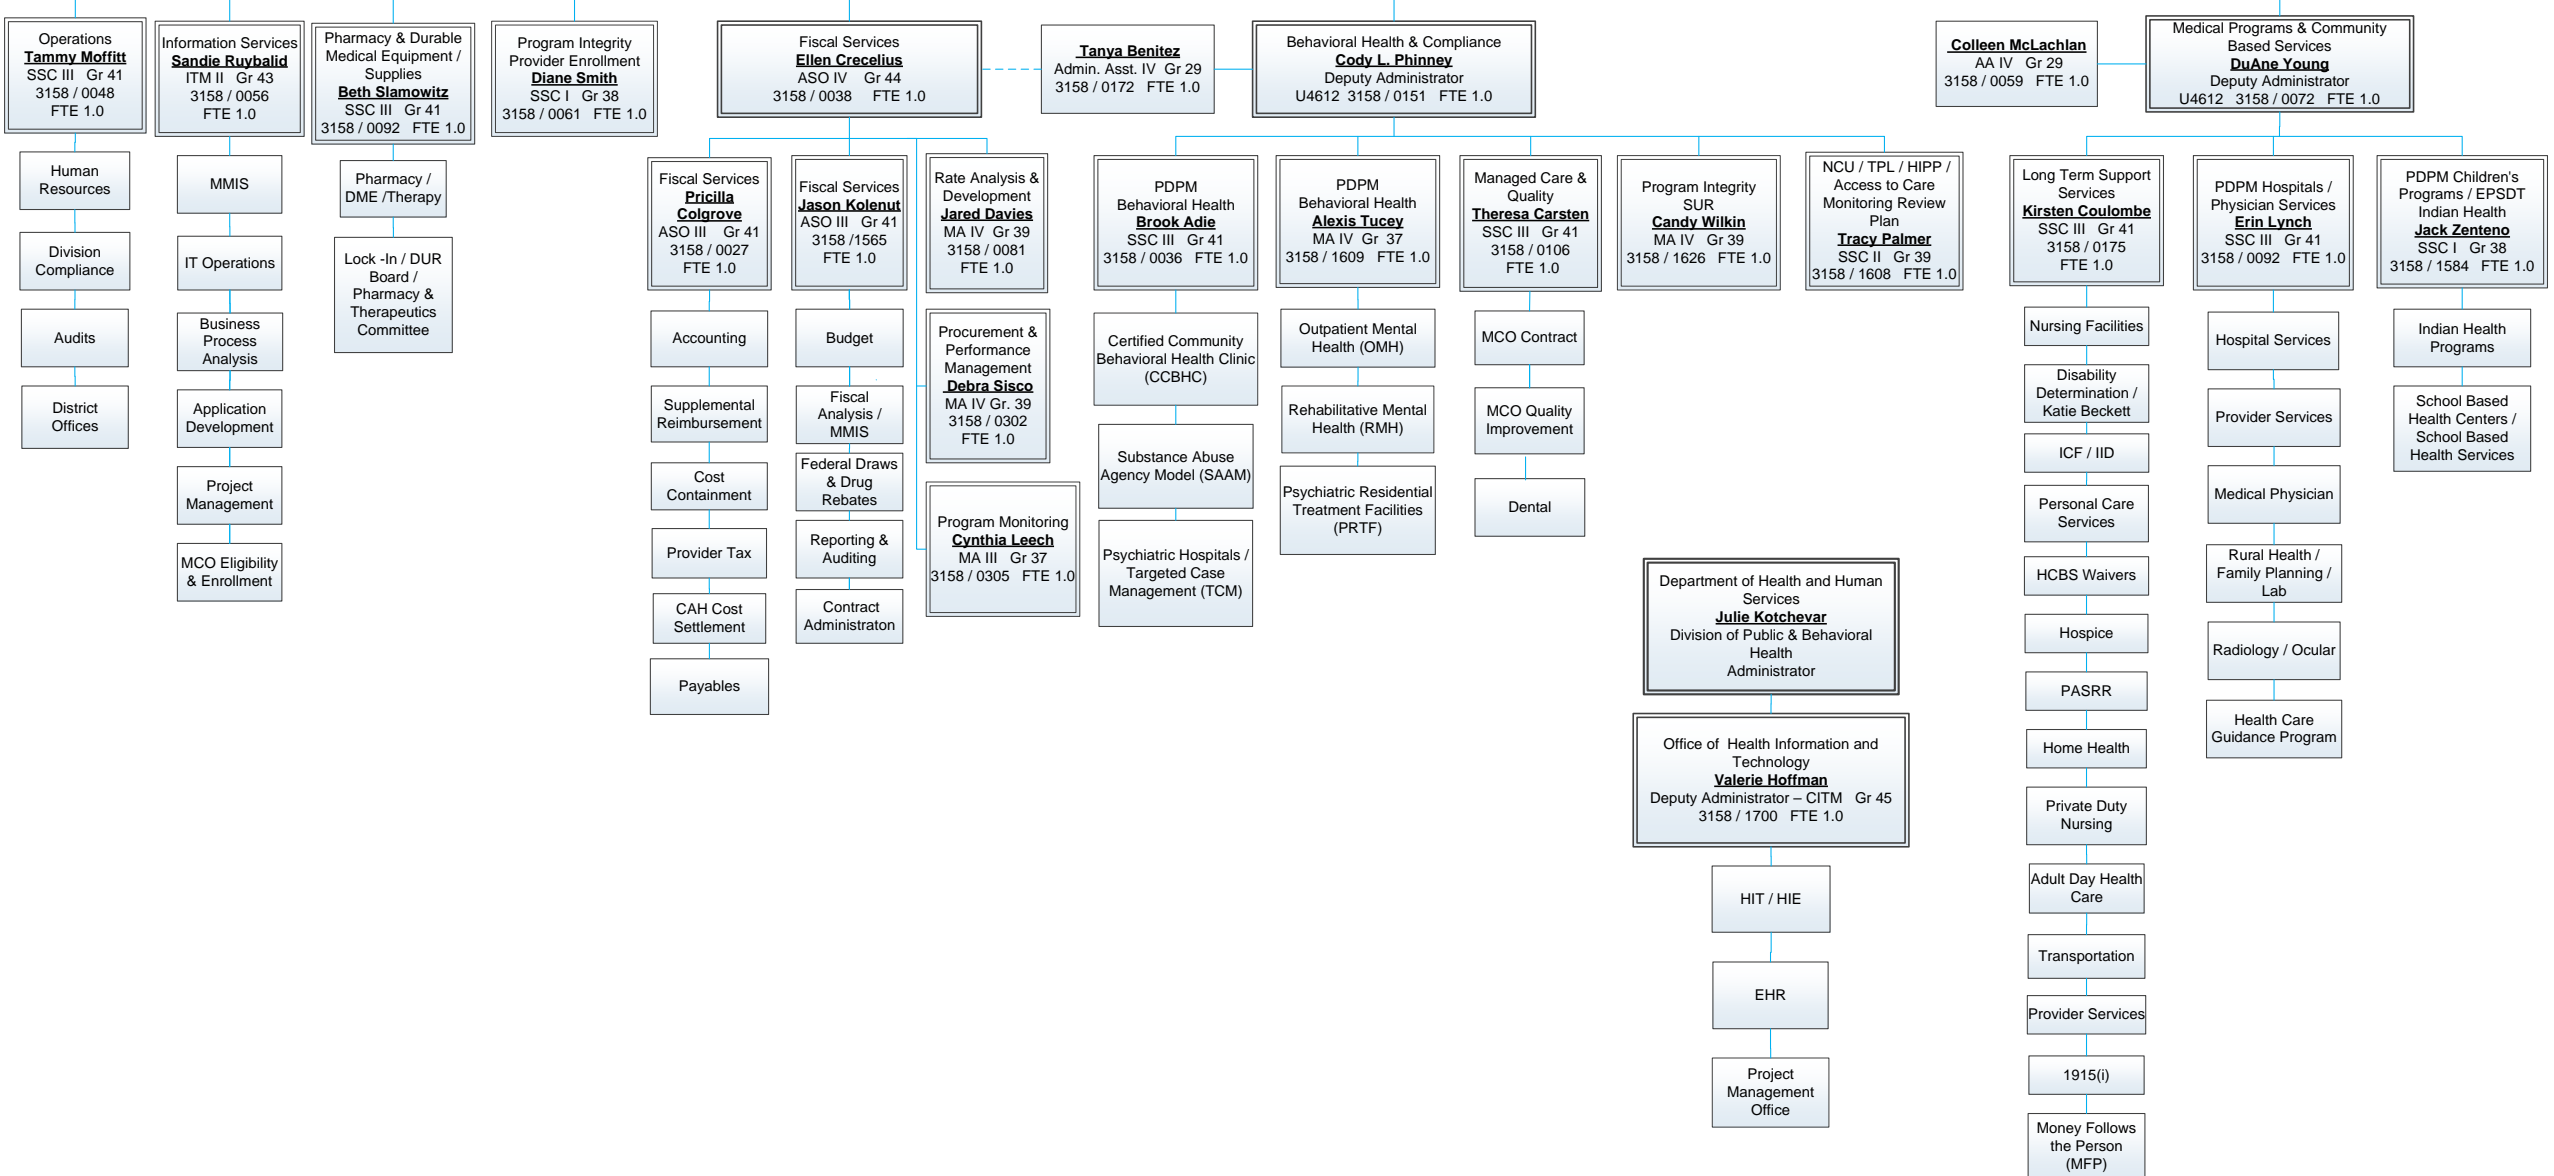 Operations
Tammy Moffitt
SSC III Gr 41
3158 / 0048
FTE 1.0
Human
Resources
Division
Compliance
Audits
District
Offices
Information Services
Sandie Ruybalid
ITM II Gr 43
3158 / 0056
FTE 1.0
MMIS
IT Operations
Business
Process
Analysis
Application
Development
Project
Management
MCO Eligibility
& Enrollment
Pharmacy & Durable
Medical Equipment /
Supplies
Beth Slamowitz
SSC III Gr 41
3158 / 0092 FTE 1.0
Pharmacy /
DME /Therapy
Lock -In / DUR
Board /
Pharmacy &
Therapeutics
Committee
Program Integrity
Provider Enrollment
Diane Smith
SSC I Gr 38
3158 / 0061 FTE 1.0
Fiscal Services
Ellen Crecelius
ASO IV Gr 44
3158 / 0038 FTE 1.0
Fiscal Services
Pricilla
Colgrove
ASO III Gr 41
3158 / 0027
FTE 1.0
Accounting
Supplemental
Reimbursement
Cost
Containment
Provider Tax
CAH Cost
Settlement
Payables
Fiscal Services
Jason Kolenut
ASO III Gr 41
3158 /1565
FTE 1.0
Budget
Fiscal
Analysis /
MMIS
Federal Draws
& Drug
Rebates
Reporting &
Auditing
Contract
Administraton
Rate Analysis &
Development
Jared Davies
MA IV Gr 39
3158 / 0081
FTE 1.0
Procurement &
Performance
Management
Debra Sisco
MA IV Gr. 39
3158 / 0302
FTE 1.0
Program Monitoring
Cynthia Leech
MA III Gr 37
3158 / 0305 FTE 1.0
Tanya Benitez
Admin. Asst. IV Gr 29
3158 / 0172 FTE 1.0
Behavioral Health & Compliance
Cody L. Phinney
Deputy Administrator
U4612 3158 / 0151 FTE 1.0
PDPM
Behavioral Health
Brook Adie
SSC III Gr 41
3158 / 0036 FTE 1.0
Certified Community
Behavioral Health Clinic
(CCBHC)
Substance Abuse
Agency Model (SAAM)
Psychiatric Hospitals /
Targeted Case
Management (TCM)
PDPM
Behavioral Health
Alexis Tucey
MA IV Gr 37
3158 / 1609 FTE 1.0
Outpatient Mental
Health (OMH)
Rehabilitative Mental
Health (RMH)
Psychiatric Residential
Treatment Facilities
(PRTF)
Managed Care &
Quality
Theresa Carsten
SSC III Gr 41
3158 / 0106
FTE 1.0
MCO Contract
MCO Quality
Improvement
Dental
Program Integrity
SUR
Candy Wilkin
MA IV Gr 39
3158 / 1626 FTE 1.0
NCU / TPL / HIPP /
Access to Care
Monitoring Review
Plan
Tracy Palmer
SSC II Gr 39
3158 / 1608 FTE 1.0
Department of Health and Human
Services
Julie Kotchevar
Division of Public & Behavioral
Health
Administrator
Office of Health Information and
Technology
Valerie Hoffman
Deputy Administrator – CITM Gr 45
3158 / 1700 FTE 1.0
HIT / HIE
EHR
Project
Management
Office
Colleen McLachlan
AA IV Gr 29
3158 / 0059 FTE 1.0
Medical Programs & Community
Based Services
DuAne Young
Deputy Administrator
U4612 3158 / 0072 FTE 1.0
Long Term Support
Services
Kirsten Coulombe
SSC III Gr 41
3158 / 0175
FTE 1.0
Nursing Facilities
Disability
Determination /
Katie Beckett
ICF / IID
Personal Care
Services
HCBS Waivers
Hospice
PASRR
Home Health
Private Duty
Nursing
Adult Day Health
Care
Transportation
Provider Services
1915(i)
Money Follows
the Person
(MFP)
PDPM Hospitals /
Physician Services
Erin Lynch
SSC III Gr 41
3158 / 0092 FTE 1.0
Hospital Services
Provider Services
Medical Physician
Rural Health /
Family Planning /
Lab
Radiology / Ocular
Health Care
Guidance Program
PDPM Children's
Programs / EPSDT
Indian Health
Jack Zenteno
SSC I Gr 38
3158 / 1584 FTE 1.0
Indian Health
Programs
School Based
Health Centers /
School Based
Health Services